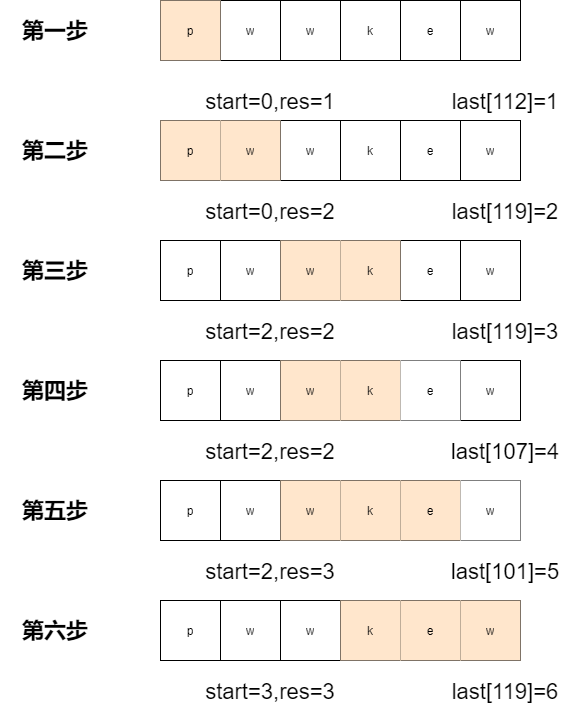 第一步 p w w k e w
start=0,res=1 last[112]=1
第二步 p w w k e w
start=0,res=2 last[119]=2
第三步 p w w k e w
start=2,res=2 last[119]=3
第四步 p w w k e w
start=2,res=2 last[107]=4
第五步 p w w k e w
start=2,res=3 last[101]=5
第六步 p w w k e w
start=3,res=3 last[119]=6